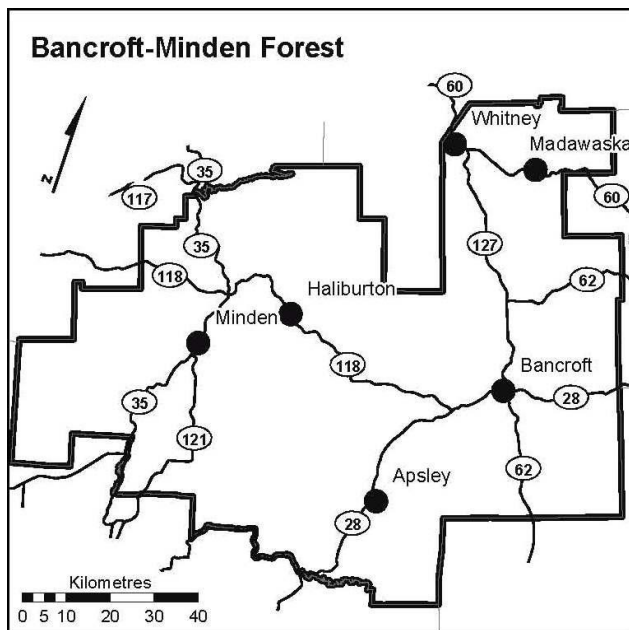 Bancroft-Minden Forest
60
Whitney
Madawaska
N
35
117
60
35
127
118
62
Haliburton
Minden
118
Bancroft
35
28
121
62
Apsley
28
Kilometres
0 5 10 20 30 40